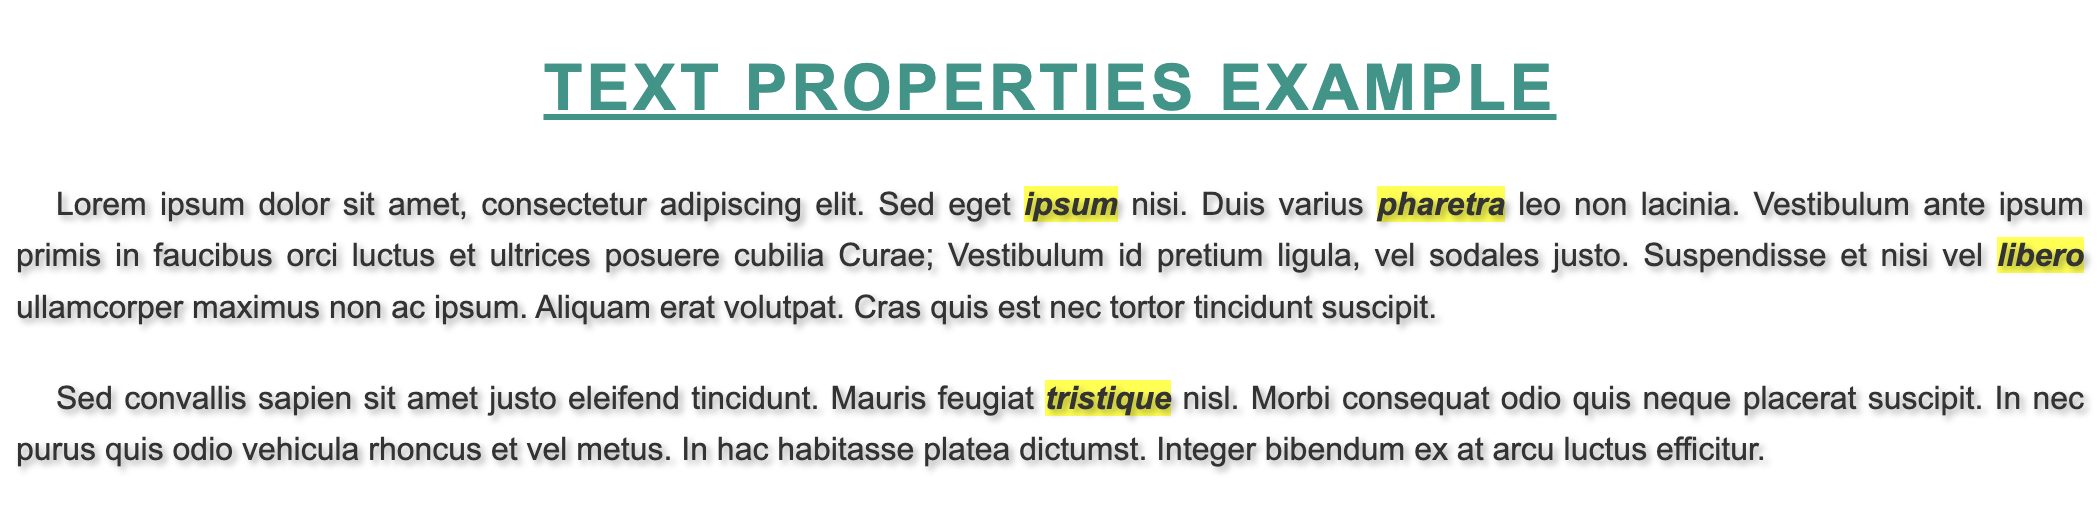 TEXT PROPERTIES EXAMPLE
Lorem ipsum dolor sit amet, consectetur adipiscing elit. Sed eget ipsum nisi. Duis varius pharetra leo non lacinia. Vestibulum ante ipsum
primis in faucibus orci luctus et ultrices posuere cubilia Curae; Vestibulum id pretium ligula, vel sodales justo. Suspendisse et nisi vel libero
ullamcorper maximus non ac ipsum. Aliquam erat volutpat. Cras quis est nec tortor tincidunt suscipit.
Sed convallis sapien sit amet justo eleifend tincidunt. Mauris feugiat tristique nisl. Morbi consequat odio quis neque placerat suscipit. In nec
purus quis odio vehicula rhoncus et vel metus. In hac habitasse platea dictumst. Integer bibendum ex at arcu luctus efficitur.